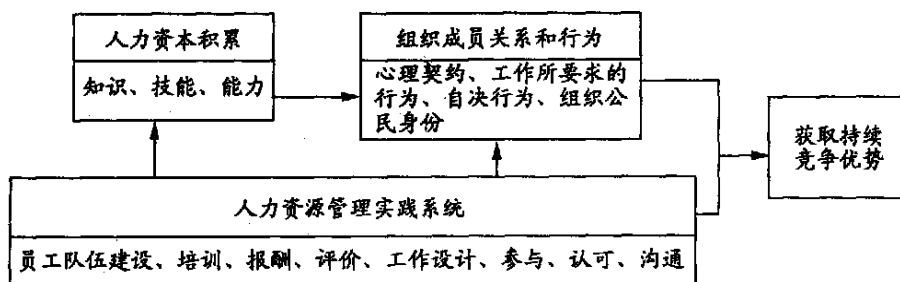 人力资本积累
知识、技能、能力
组织成员关系和行为
心理契约、工作所要求的
行为、自决行为、组织公
民身份
获取持续
竞争优势
人力资源管理实践系统
员工队伍建设、培训、报酬、评价、工作设计、参与、认可、沟通